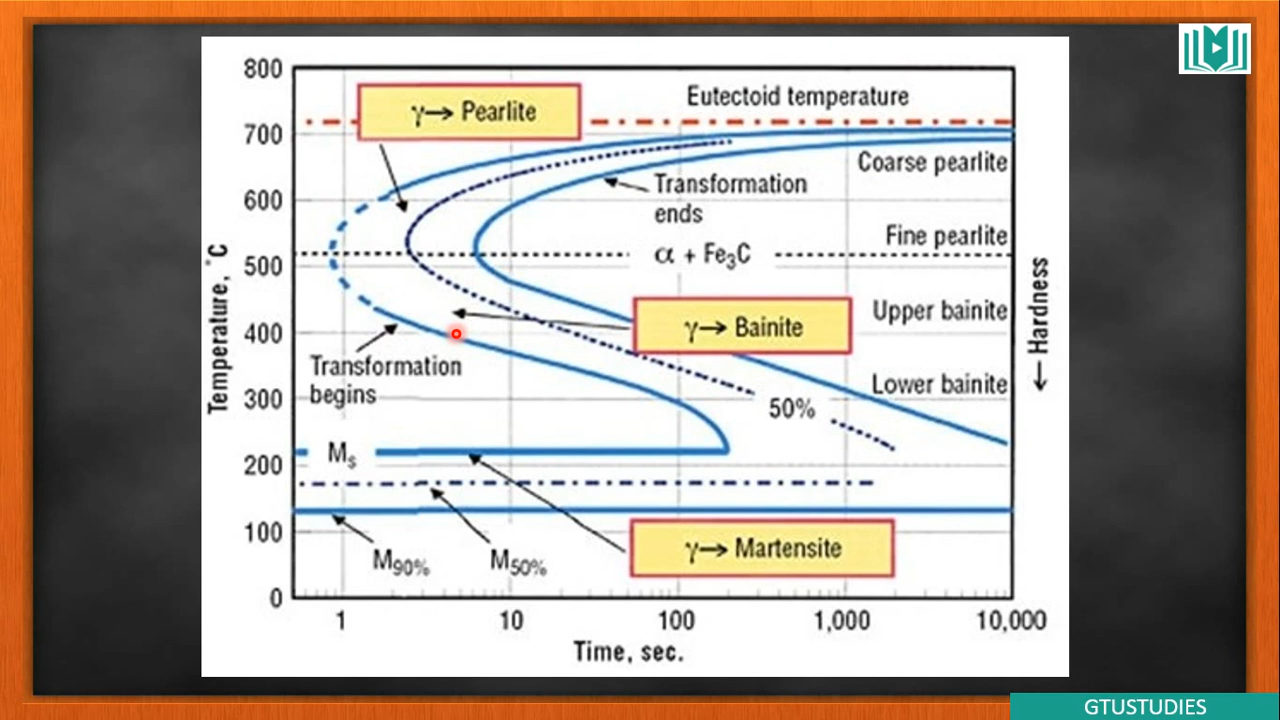 800
γ→ Pearlite
Eutectoid temperature
700
Coarse pearlite
Transformation
ends
600
Fine pearlite
α + Fe₃C
500
Upper bainite
γ→ Bainite
400
Transformation
begins
Lower bainite
300
50%
Mₛ
200
100
M₉₀%
M₅₀%
γ→ Martensite
0
1 10 100 1,000 10,000
Time, sec.
Temperature, °C
← Hardness
GTUSTUDIES